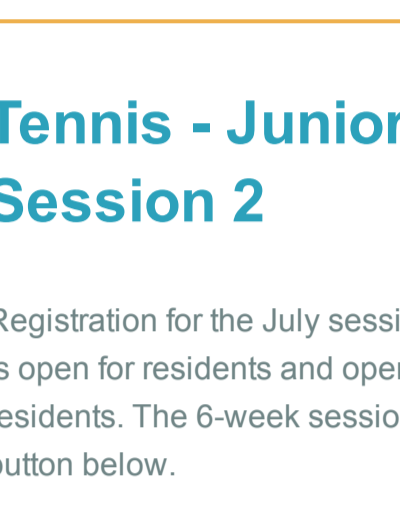 Tennis - Junior
Session 2
Registration for the July sessi
s open for residents and oper
esidents. The 6-week sessio
button below.